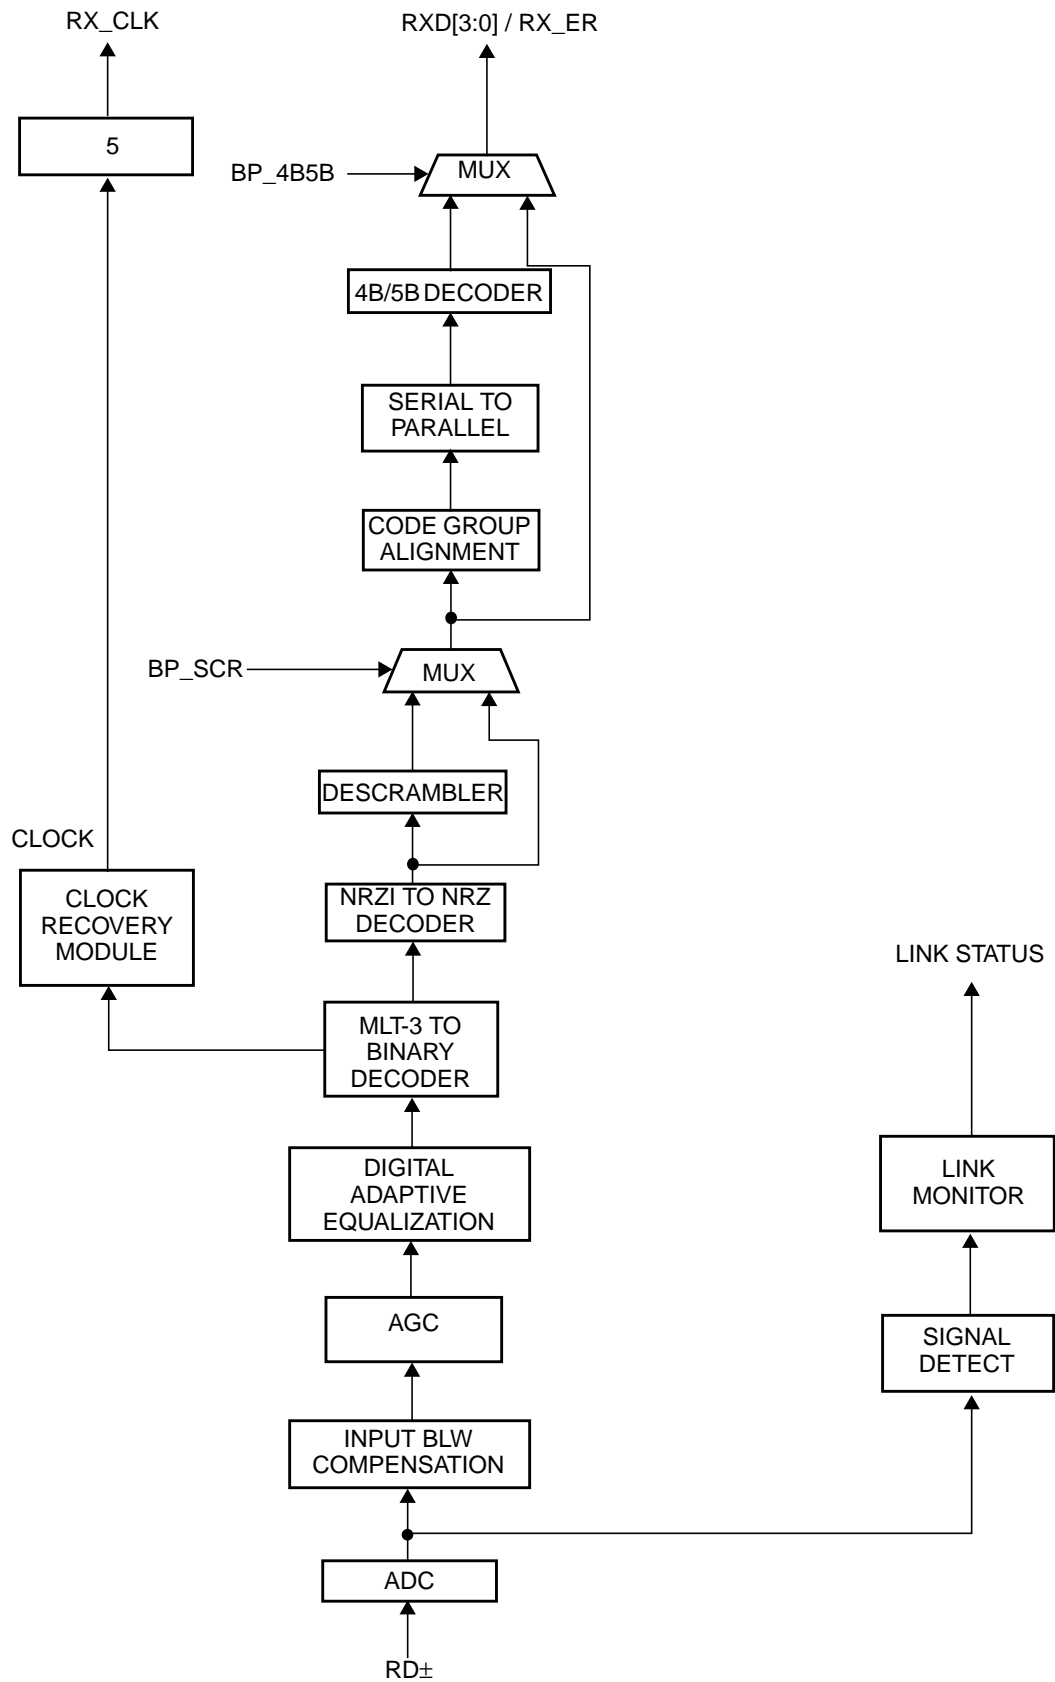 RX_CLK
RXD[3:0] / RX_ER
5
BP_4B5B
MUX
4B/5B DECODER
SERIAL TO
PARALLEL
CODE GROUP
ALIGNMENT
BP_SCR
MUX
DESCRAMBLER
CLOCK
CLOCK
RECOVERY
MODULE
NRZI TO NRZ
DECODER
LINK STATUS
MLT-3 TO
BINARY
DECODER
DIGITAL
ADAPTIVE
EQUALIZATION
LINK
MONITOR
AGC
SIGNAL
DETECT
INPUT BLW
COMPENSATION
ADC
RD±